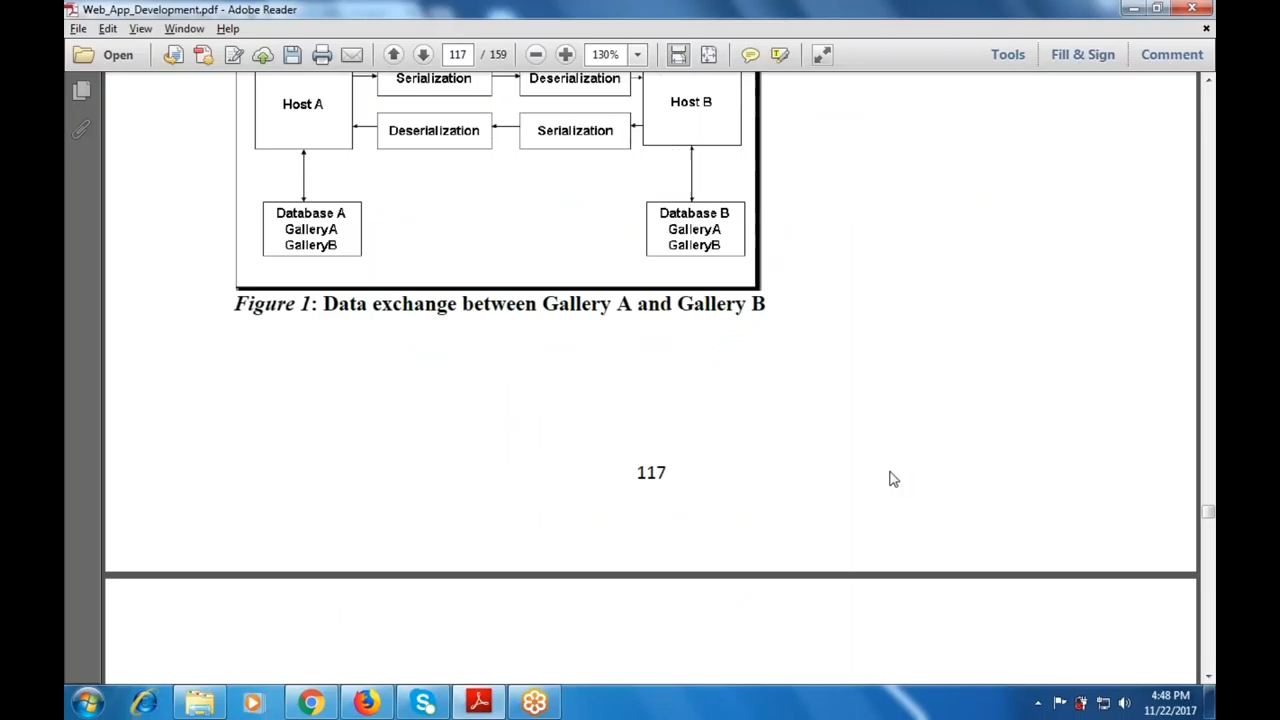 Web_App_Development.pdf - Adobe Reader
File Edit View Window Help
Open 117 / 159 130% Tools Fill & Sign Comment
Serialization Deserialization
Host A Host B
Deserialization Serialization
Database A
GalleryA
GalleryB
Database B
GalleryA
GalleryB
Figure 1: Data exchange between Gallery A and Gallery B
117
4:48 PM
11/22/2017